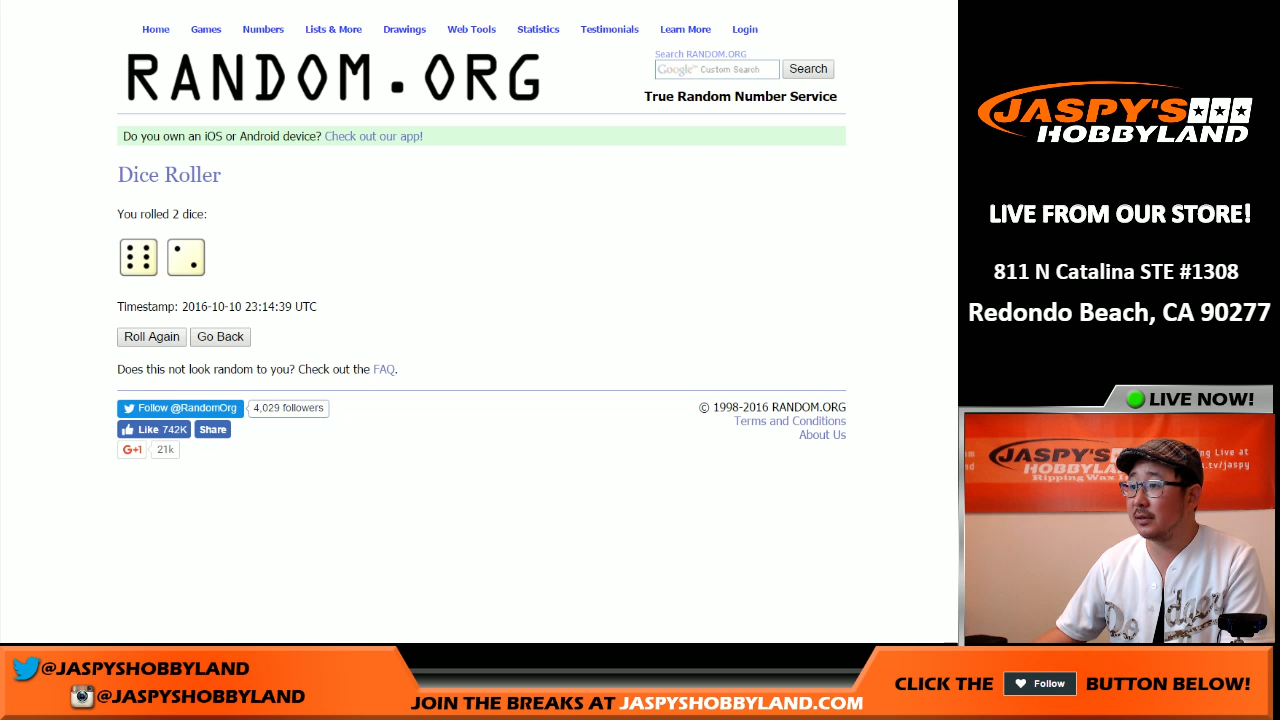 Home Games Numbers Lists & More Drawings Web Tools Statistics Testimonials Learn More Login
RANDOM.ORG
Search RANDOM.ORG
Google™ Custom Search Search
True Random Number Service
Do you own an iOS or Android device? Check out our app!
Dice Roller
You rolled 2 dice:
Timestamp: 2016-10-10 23:14:39 UTC
Roll Again Go Back
Does this not look random to you? Check out the FAQ.
Follow @RandomOrg 4,029 followers
Like 742K Share
G+1 21k
© 1998-2016 RANDOM.ORG
Terms and Conditions
About Us
JASPY'S
HOBBYLAND
LIVE FROM OUR STORE!
811 N Catalina STE #1308
Redondo Beach, CA 90277
LIVE NOW!
JASPY'S
HOBBYLAND
Ripping Wax
ng Live at
.tv/jaspy
@JASPYSHOBBYLAND
@JASPYSHOBBYLAND
JOIN THE BREAKS AT JASPYSHOBBYLAND.COM
CLICK THE Follow BUTTON BELOW!